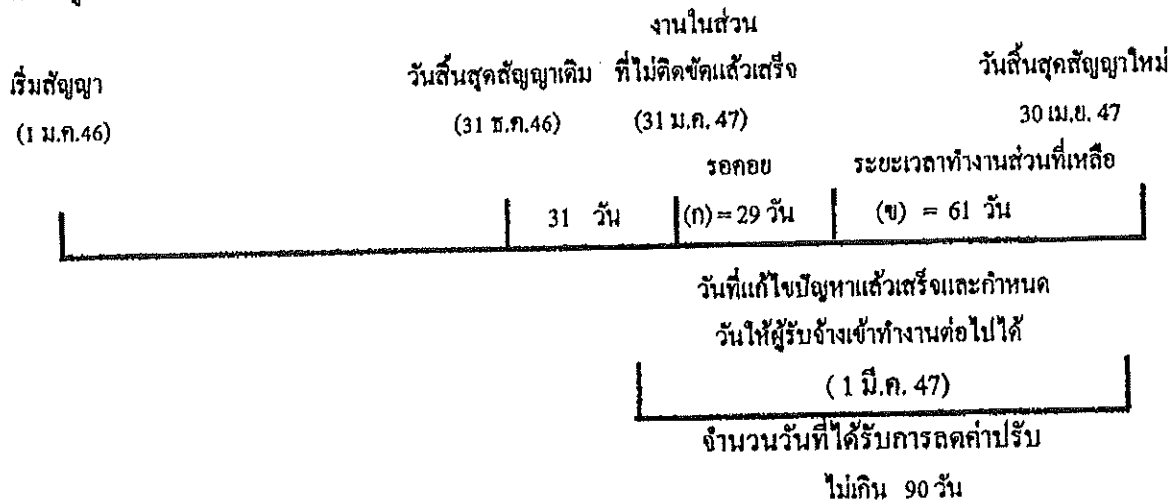 งานในส่วน
เริ่มสัญญา วันสิ้นสุดสัญญาเดิม ที่ไม่ติดขัดแล้วเสร็จ วันสิ้นสุดสัญญาใหม่
(1 ม.ค.46) (31 ธ.ค.46) (31 ม.ค. 47) 30 เม.ย. 47
รอคอย ระยะเวลาทำงานส่วนที่เหลือ
31 วัน (ก) = 29 วัน (ข) = 61 วัน
วันที่แก้ไขปัญหาแล้วเสร็จและกำหนด
วันให้ผู้รับจ้างเข้าทำงานต่อไปได้
( 1 มี.ค. 47)
จำนวนวันที่ได้รับการลดค่าปรับ
ไม่เกิน 90 วัน